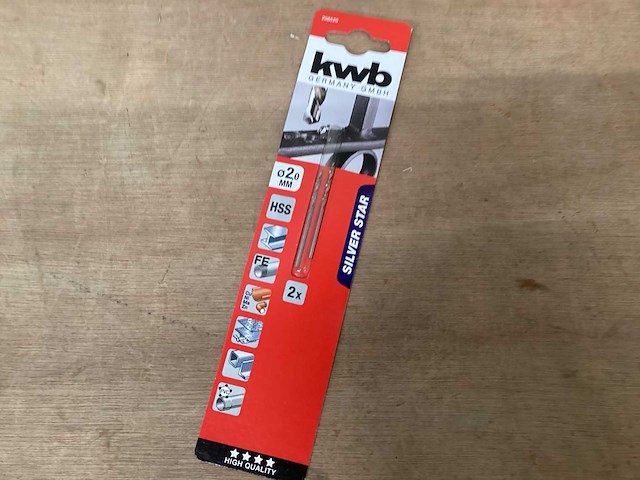 kwb
GERMANY GMBH
Ø2.0
MM
HSS
SILVER STAR
FE
2x
HIGH QUALITY